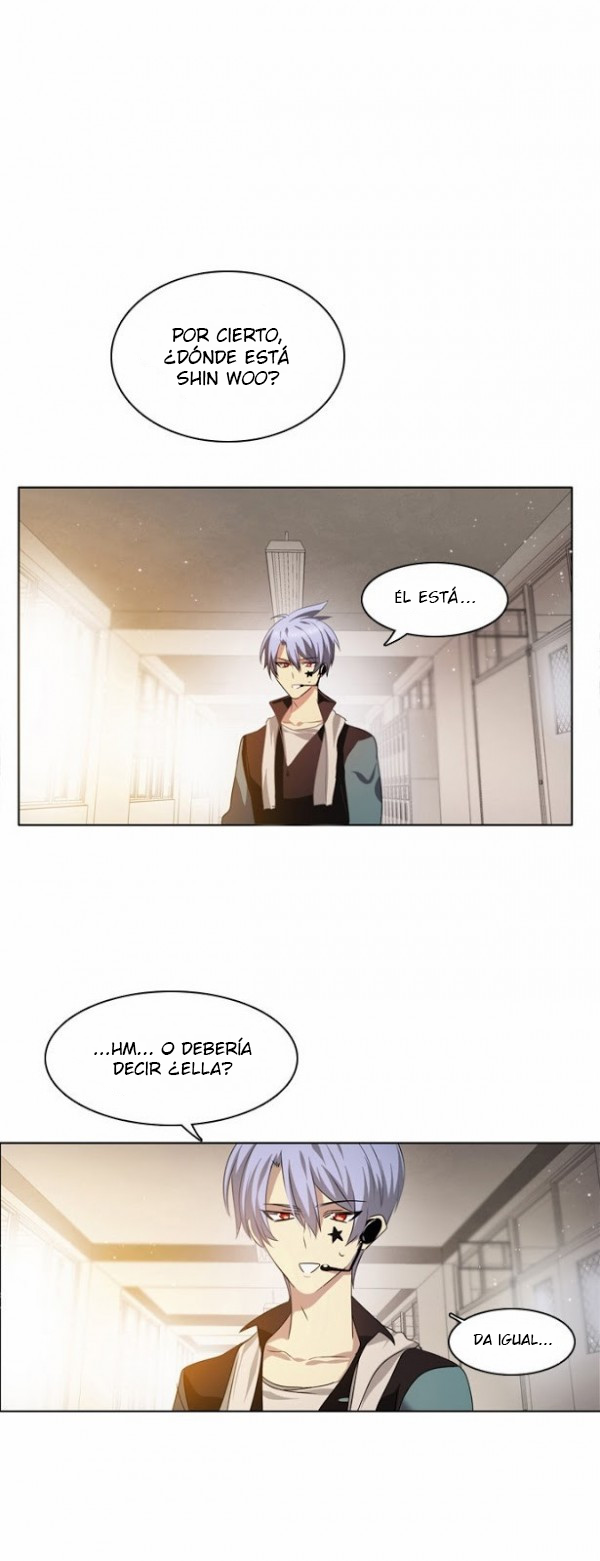 POR CIERTO,
¿DÓNDE ESTÁ
SHIN WOO?
ÉL ESTÁ...
...HM... O DEBERÍA
DECIR ¿ELLA?
DA IGUAL...